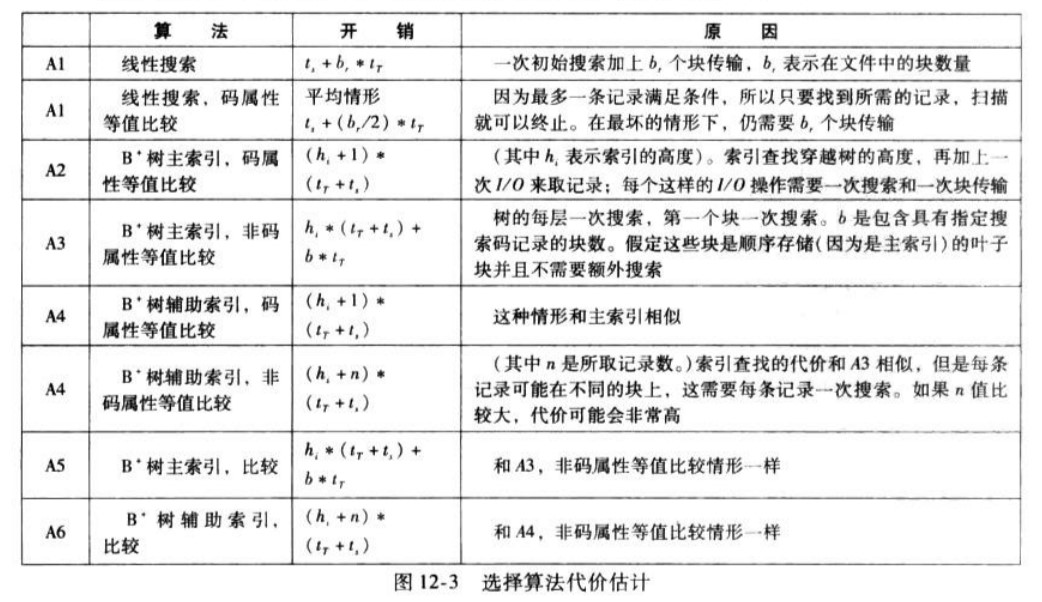 算 法 开 销 原 因
A1 线性搜索 t_s + b_r * t_T 一次初始搜索加上 b_r 个块传输，b_r 表示在文件中的块数量
A1 线性搜索，码属性等值比较 平均情形 t_s + (b_r/2) * t_T 因为最多一条记录满足条件，所以只要找到所需的记录，扫描就可以终止。在最坏的情形下，仍需要 b_r 个块传输
A2 B⁺树主索引，码属性等值比较 (h_i + 1) * (t_T + t_s) （其中 h_i 表示索引的高度）。索引查找穿越树的高度，再加上一次 I/O 来取记录；每个这样的 I/O 操作需要一次搜索和一次块传输
A3 B⁺树主索引，非码属性等值比较 h_i * (t_T + t_s) + b * t_T 树的每层一次搜索，第一个块一次搜索。b 是包含具有指定搜索码记录的块数。假定这些块是顺序存储（因为是主索引）的叶子块并且不需要额外搜索
A4 B⁺树辅助索引，码属性等值比较 (h_i + 1) * (t_T + t_s) 这种情形和主索引相似
A4 B⁺树辅助索引，非码属性等值比较 (h_i + n) * (t_T + t_s) （其中 n 是所取记录数。）索引查找的代价和 A3 相似，但是每条记录可能在不同的块上，这需要每条记录一次搜索。如果 n 值比较大，代价可能会非常高
A5 B⁺树主索引，比较 h_i * (t_T + t_s) + b * t_T 和 A3，非码属性等值比较情形一样
A6 B⁺树辅助索引，比较 (h_i + n) * (t_T + t_s) 和 A4，非码属性等值比较情形一样
图 12-3 选择算法代价估计